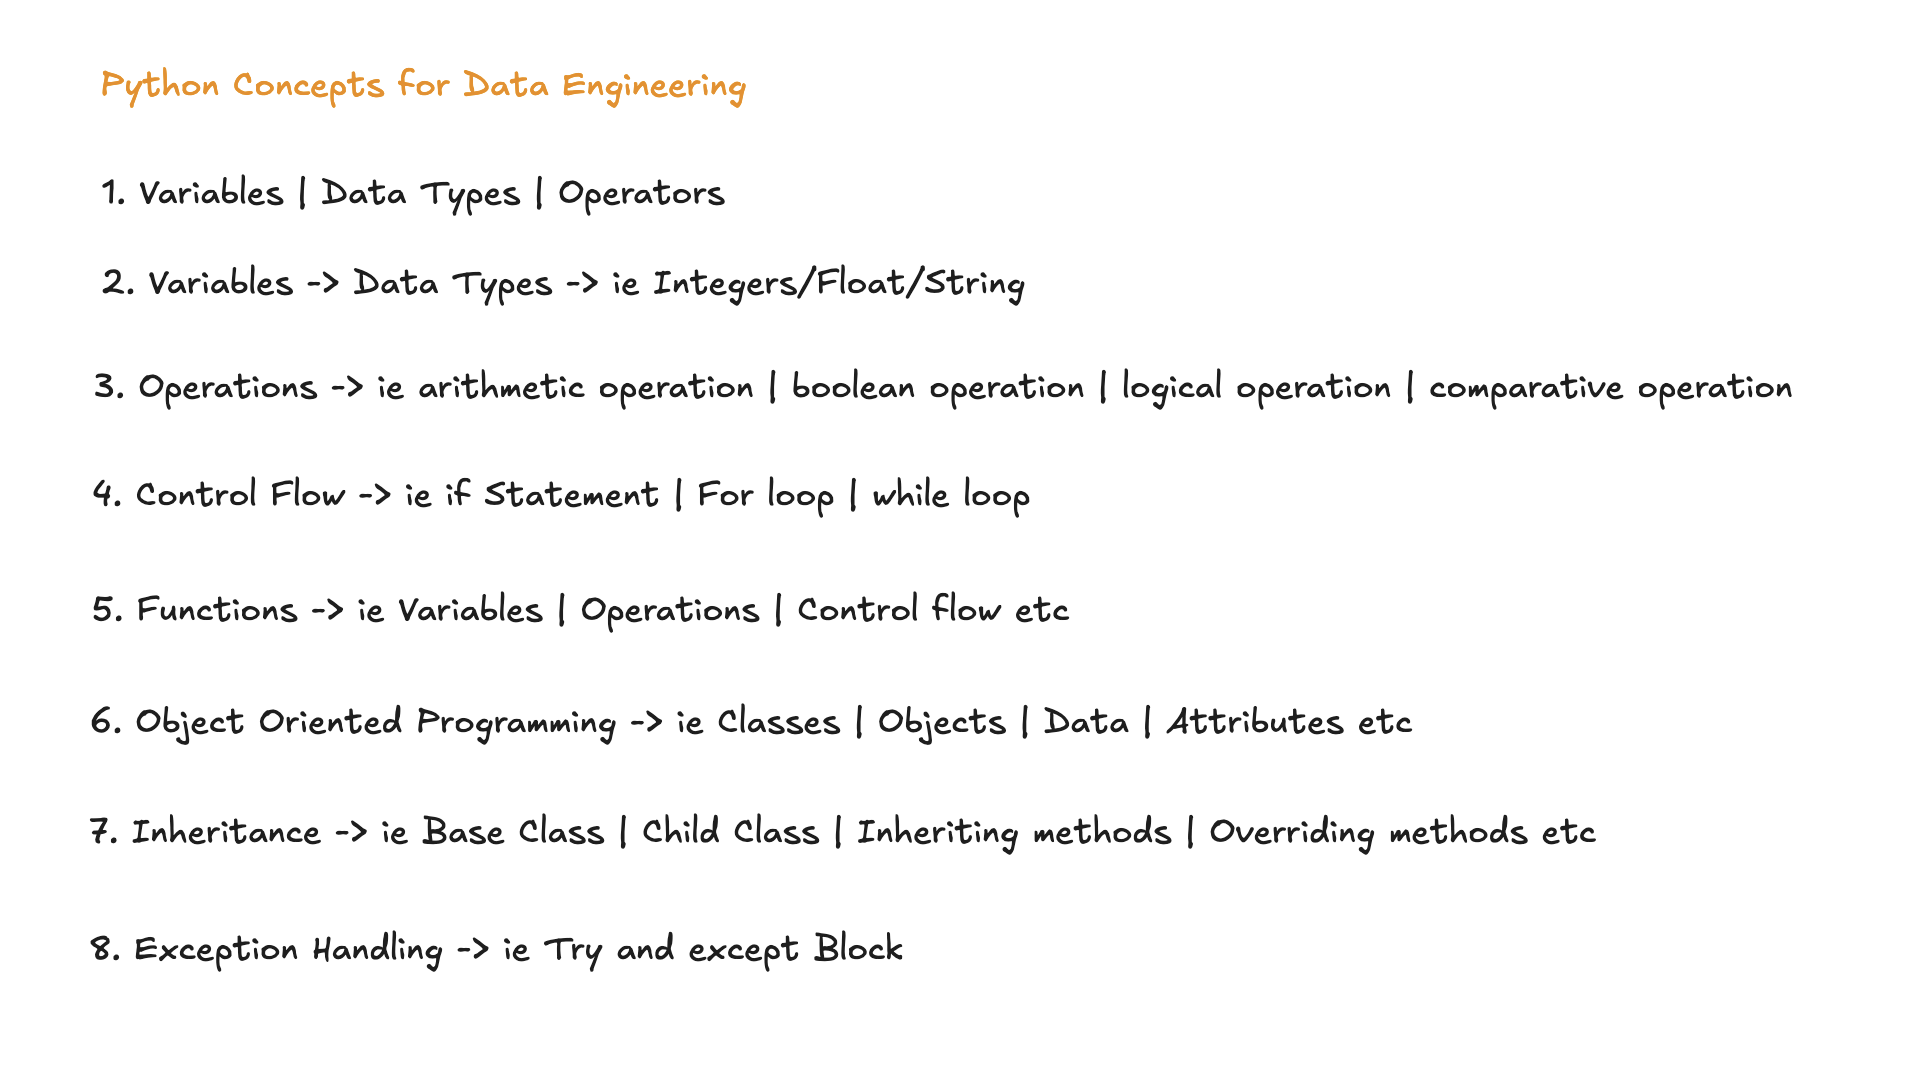 Python Concepts for Data Engineering
1. Variables | Data Types | Operators
2. Variables -> Data Types -> ie Integers/Float/String
3. Operations -> ie arithmetic operation | boolean operation | logical operation | comparative operation
4. Control Flow -> ie if Statement | For loop | while loop
5. Functions -> ie Variables | Operations | Control flow etc
6. Object Oriented Programming -> ie Classes | Objects | Data | Attributes etc
7. Inheritance -> ie Base Class | Child Class | Inheriting methods | Overriding methods etc
8. Exception Handling -> ie Try and except Block